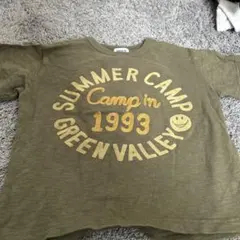 SUMMER CAMP
Camp in
1993
GREEN VALLEY